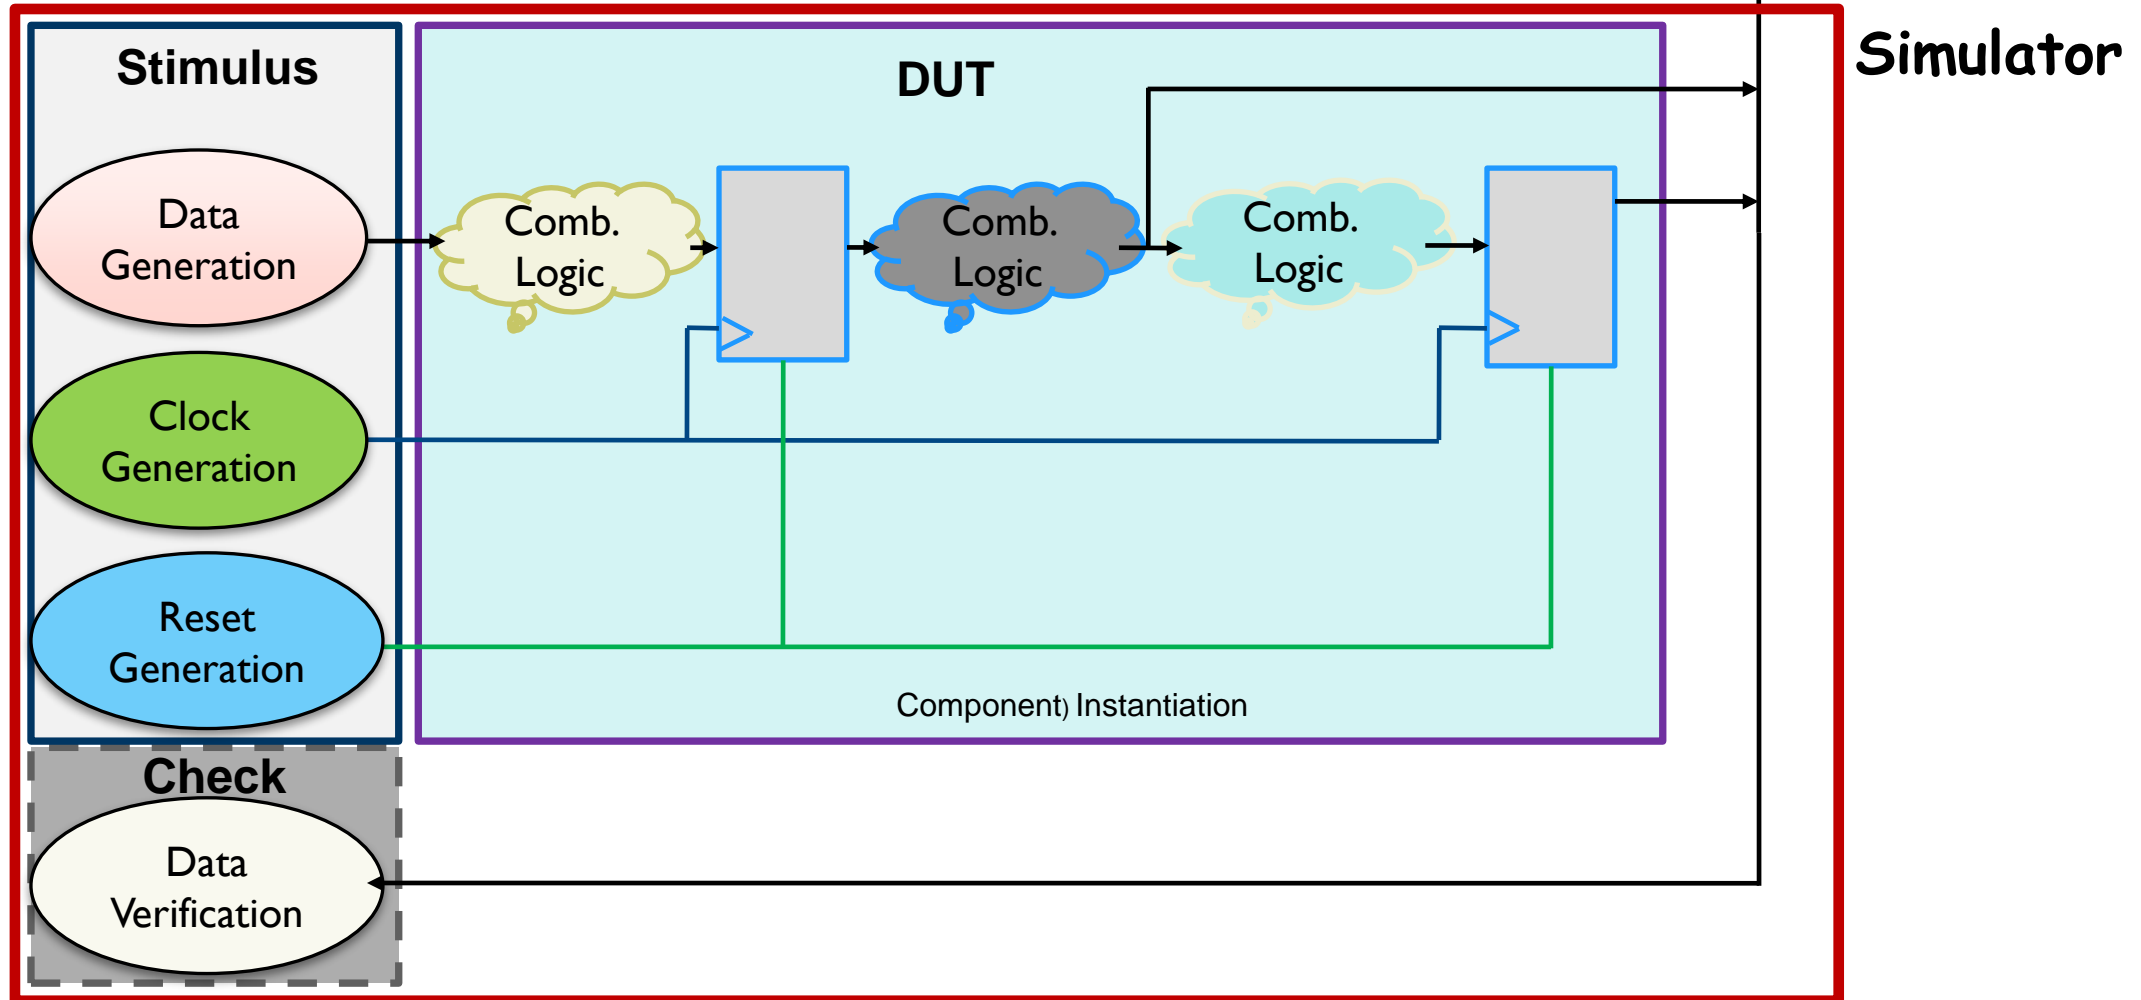 Simulator
Stimulus
DUT
Data
Generation
Comb.
Logic
Comb.
Logic
Comb.
Logic
Clock
Generation
Reset
Generation
Component) Instantiation
Check
Data
Verification